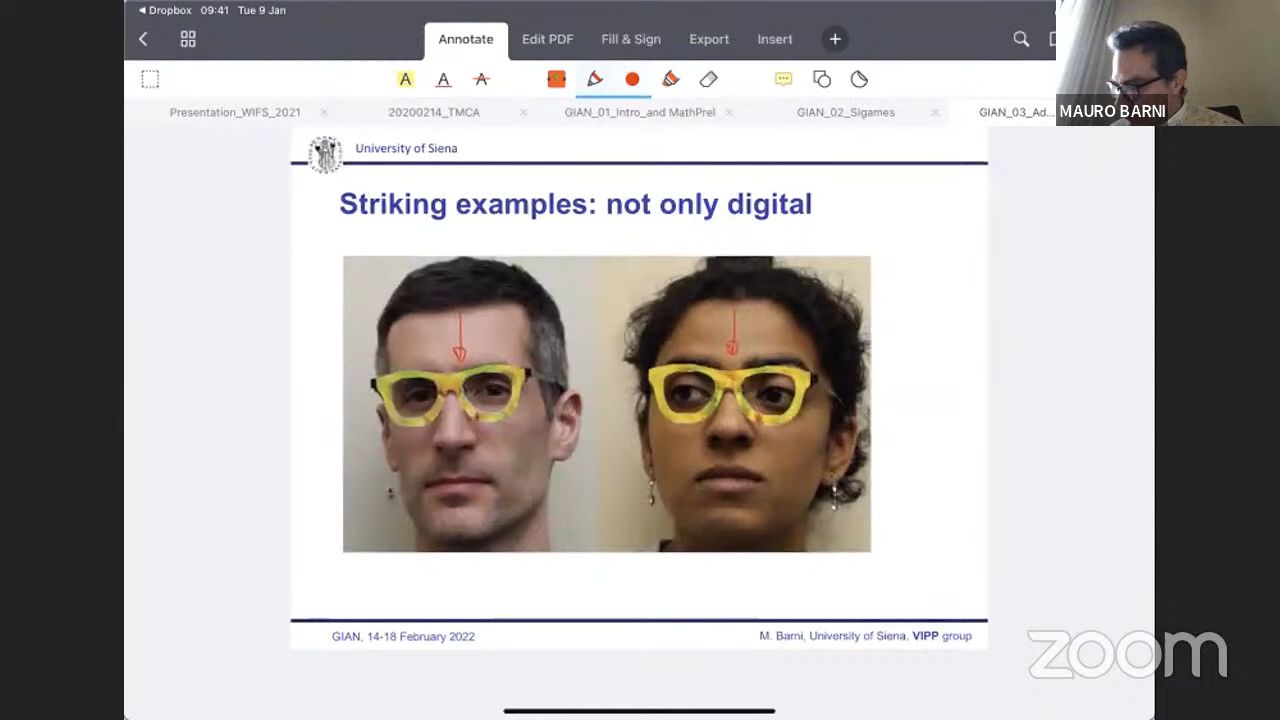 Dropbox 09:41 Tue 9 Jan
Annotate Edit PDF Fill & Sign Export Insert +
A A A
MAURO BARNI
Presentation_WIFS_2021 × 20200214_TMCA × GIAN_01_Intro_and MathPrel × GIAN_02_SIgames × GIAN_03_Ad...
University of Siena
Striking examples: not only digital
GIAN, 14-18 February 2022
M. Barni, University of Siena, VIPP group
zoom